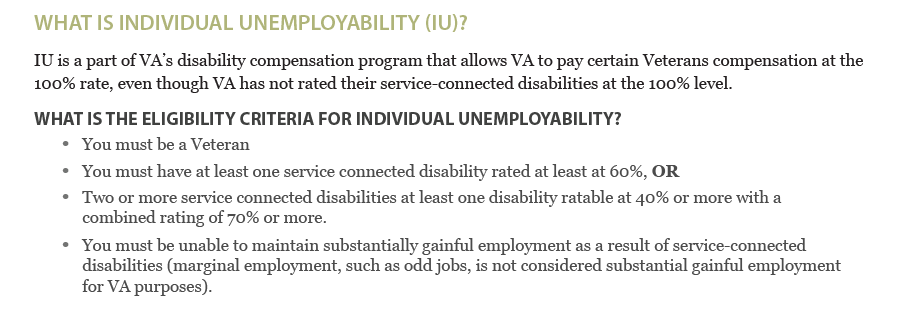 WHAT IS INDIVIDUAL UNEMPLOYABILITY (IU)?
IU is a part of VA's disability compensation program that allows VA to pay certain Veterans compensation at the
100% rate, even though VA has not rated their service-connected disabilities at the 100% level.
WHAT IS THE ELIGIBILITY CRITERIA FOR INDIVIDUAL UNEMPLOYABILITY?
• You must be a Veteran
• You must have at least one service connected disability rated at least at 60%, OR
• Two or more service connected disabilities at least one disability ratable at 40% or more with a
combined rating of 70% or more.
• You must be unable to maintain substantially gainful employment as a result of service-connected
disabilities (marginal employment, such as odd jobs, is not considered substantial gainful employment
for VA purposes).